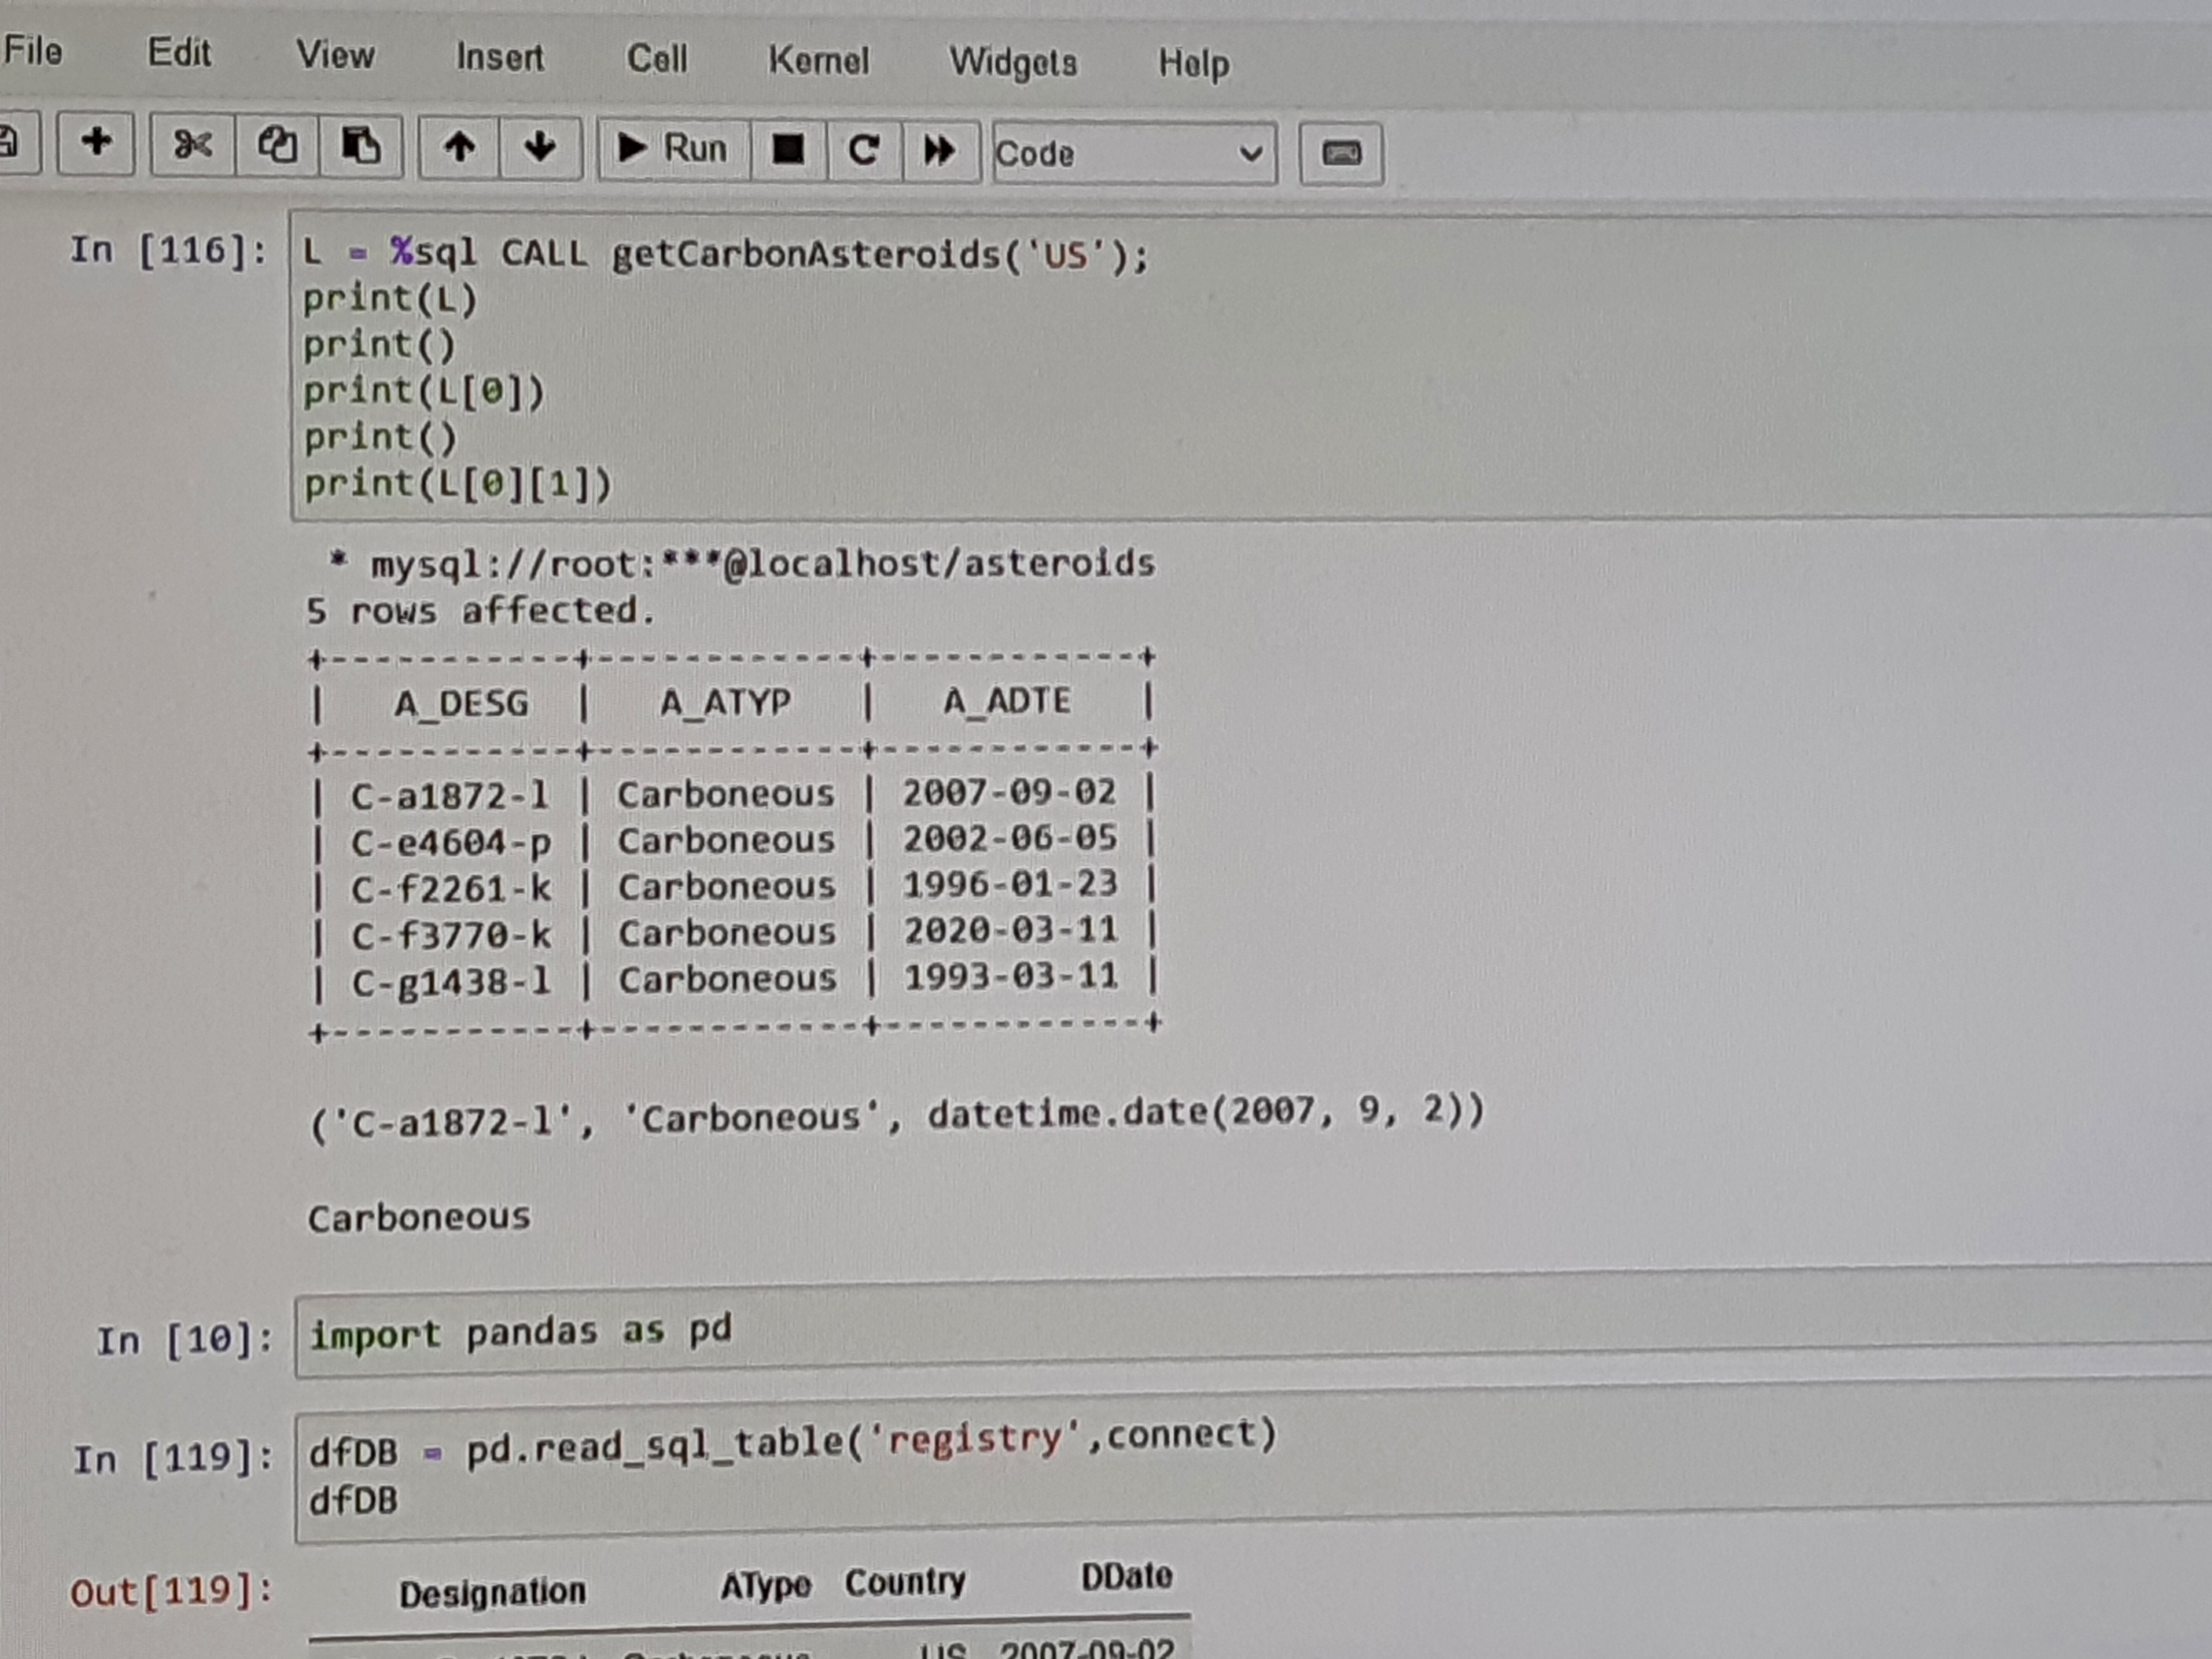 File Edit View Insert Cell Kernel Widgets Help
Run Code
In [116]: L = %sql CALL getCarbonAsteroids('US');
print(L)
print()
print(L[0])
print()
print(L[0][1])
* mysql://root:***@localhost/asteroids
5 rows affected.
+-----------+------------+------------+
| A_DESG | A_ATYP | A_ADTE |
+-----------+------------+------------+
| C-a1872-l | Carboneous | 2007-09-02 |
| C-e4604-p | Carboneous | 2002-06-05 |
| C-f2261-k | Carboneous | 1996-01-23 |
| C-f3770-k | Carboneous | 2020-03-11 |
| C-g1438-l | Carboneous | 1993-03-11 |
+-----------+------------+------------+
('C-a1872-l', 'Carboneous', datetime.date(2007, 9, 2))
Carboneous
In [10]: import pandas as pd
In [119]: dfDB = pd.read_sql_table('registry',connect)
dfDB
Out[119]: Designation AType Country DDate
US 2007-09-02